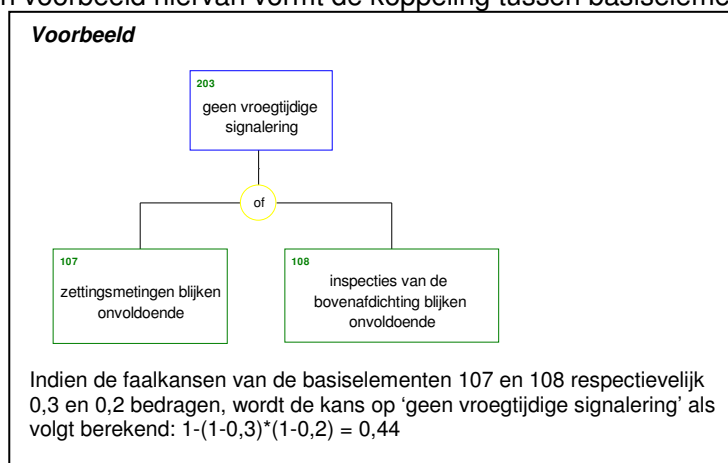 voorbeeld hiervan vormt de koppeling tussen
Voorbeeld
203
geen vroegtijdige
signalering
of
107
zettingsmetingen blijken
onvoldoende
108
inspecties van de
bovenafdichting blijken
onvoldoende
Indien de faalkansen van de basiselementen 107 en 108 respectievelijk
0,3 en 0,2 bedragen, wordt de kans op ‘geen vroegtijdige signalering’ als
volgt berekend: 1-(1-0,3)*(1-0,2) = 0,44